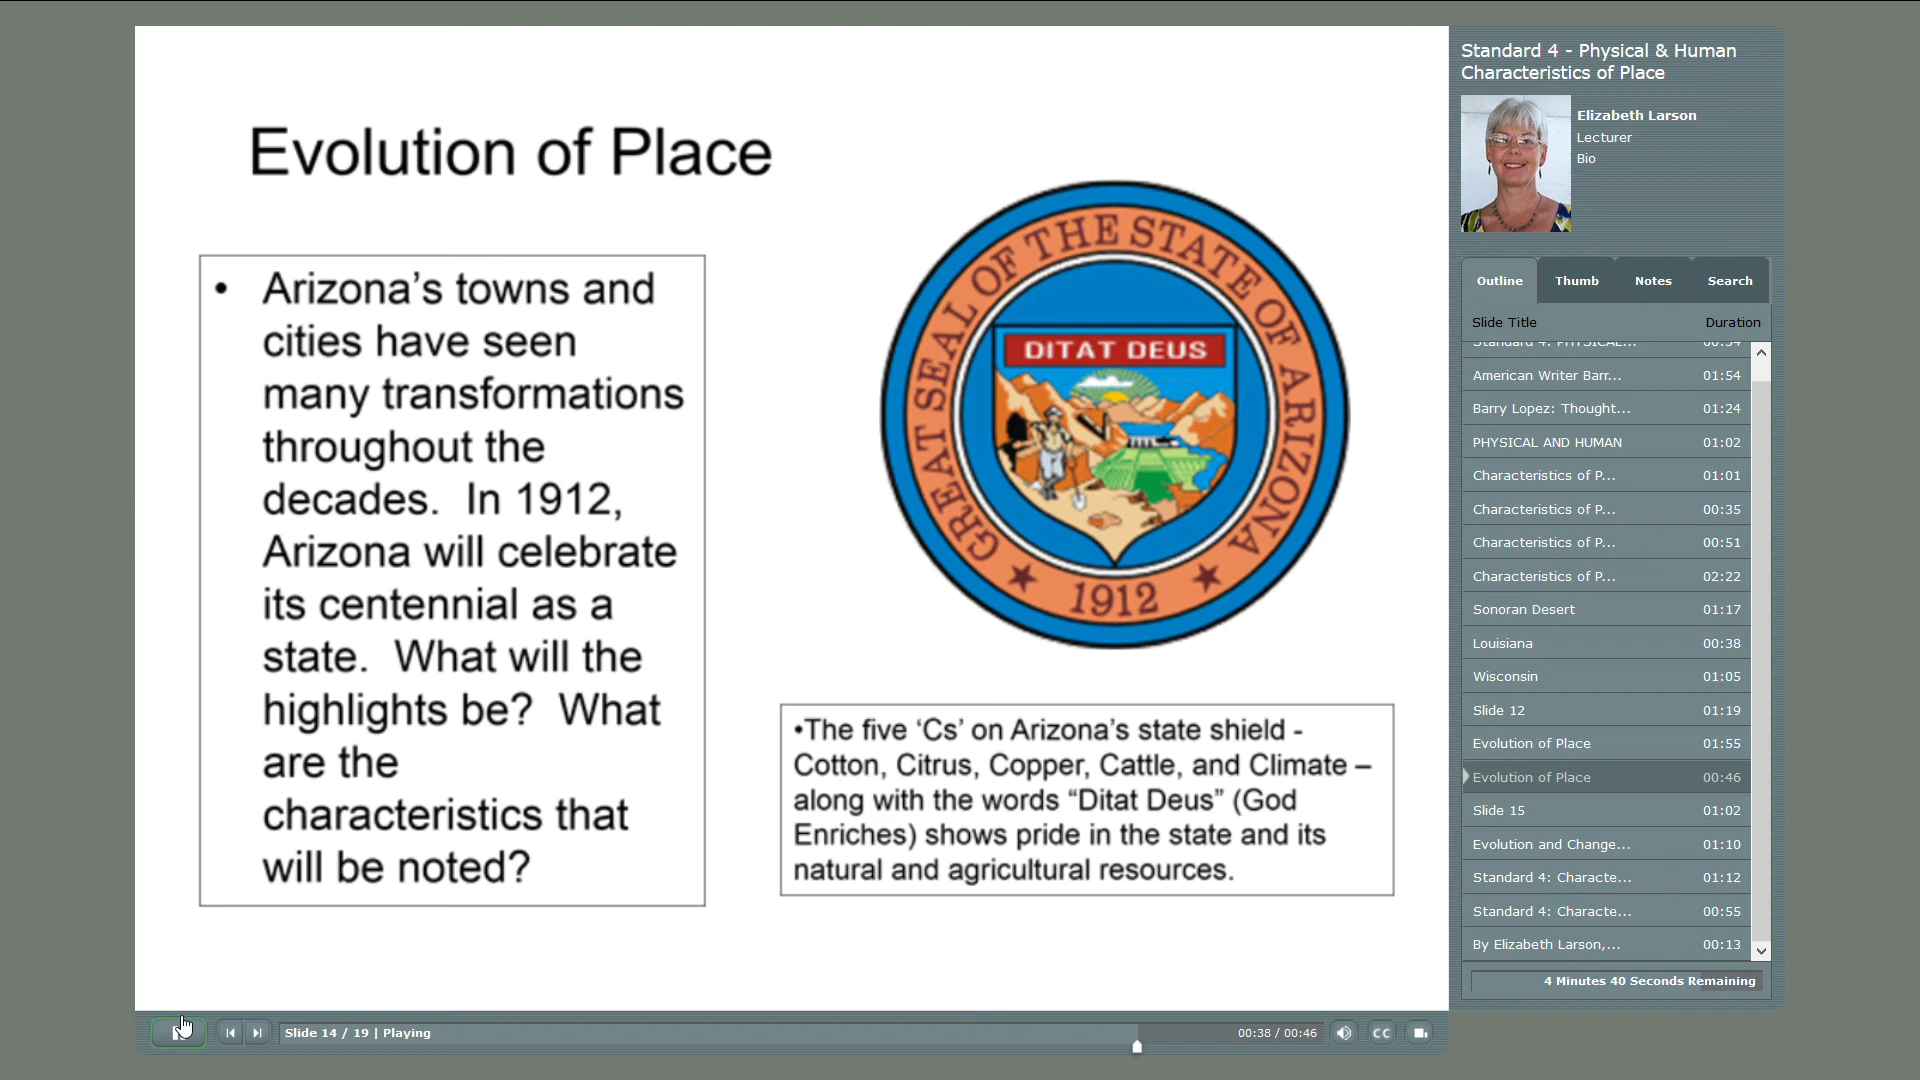 Evolution of Place
• Arizona's towns and
cities have seen
many transformations
throughout the
decades.  In 1912,
Arizona will celebrate
its centennial as a
state.  What will the
highlights be?  What
are the
characteristics that
will be noted?
GREAT SEAL OF THE STATE OF ARIZONA
DITAT DEUS
1912
•The five ‘Cs’ on Arizona's state shield -
Cotton, Citrus, Copper, Cattle, and Climate –
along with the words “Ditat Deus” (God
Enriches) shows pride in the state and its
natural and agricultural resources.
Standard 4 - Physical & Human
Characteristics of Place
Elizabeth Larson
Lecturer
Bio
Outline Thumb Notes Search
Slide Title Duration
Standard 4: PHYSICAL... 00:34
American Writer Barr... 01:54
Barry Lopez: Thought... 01:24
PHYSICAL AND HUMAN 01:02
Characteristics of P... 01:01
Characteristics of P... 00:35
Characteristics of P... 00:51
Characteristics of P... 02:22
Sonoran Desert 01:17
Louisiana 00:38
Wisconsin 01:05
Slide 12 01:19
Evolution of Place 01:55
Evolution of Place 00:46
Slide 15 01:02
Evolution and Change... 01:10
Standard 4: Characte... 01:12
Standard 4: Characte... 00:55
By Elizabeth Larson,... 00:13
4 Minutes 40 Seconds Remaining
Slide 14 / 19 | Playing 00:38 / 00:46 CC